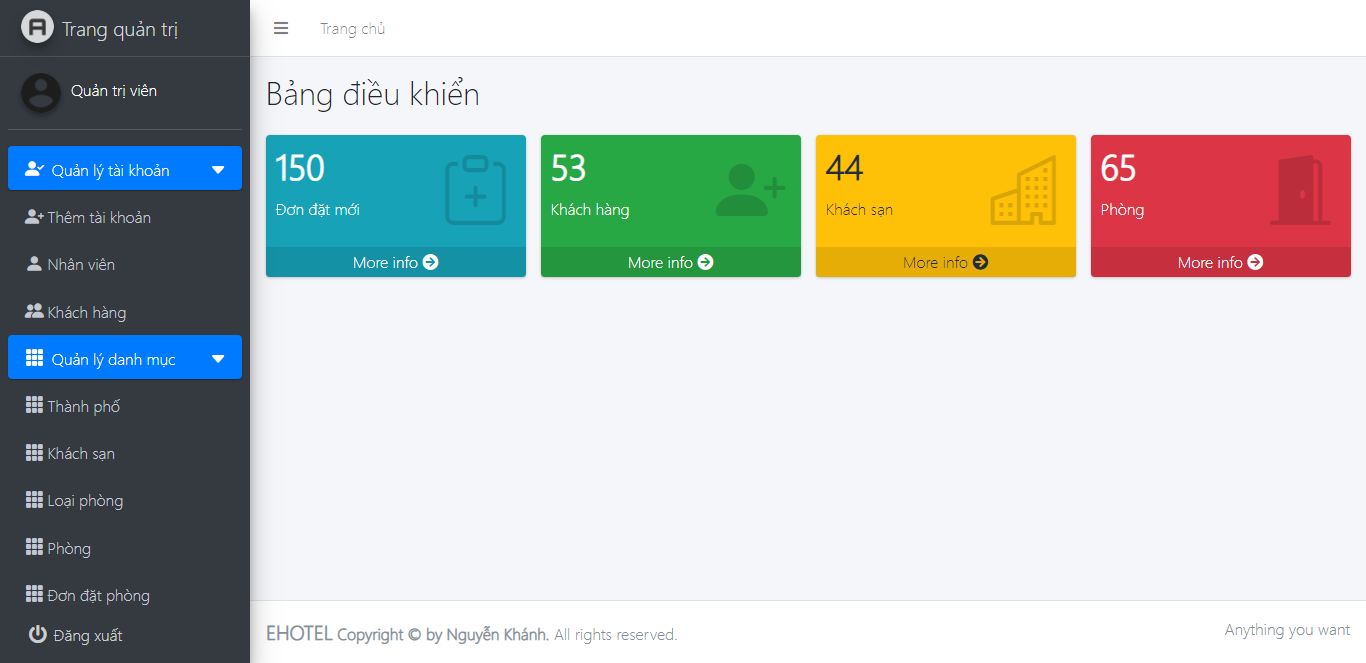 Trang quản trị
Quản trị viên
Quản lý tài khoản
Thêm tài khoản
Nhân viên
Khách hàng
Quản lý danh mục
Thành phố
Khách sạn
Loại phòng
Phòng
Đơn đặt phòng
Đăng xuất
Trang chủ
Bảng điều khiển
150
Đơn đặt mới
More info
53
Khách hàng
More info
44
Khách sạn
More info
65
Phòng
More info
EHOTEL Copyright © by Nguyễn Khánh. All rights reserved.
Anything you want